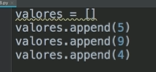 valores = []
valores.append(5)
valores.append(9)
valores.append(4)